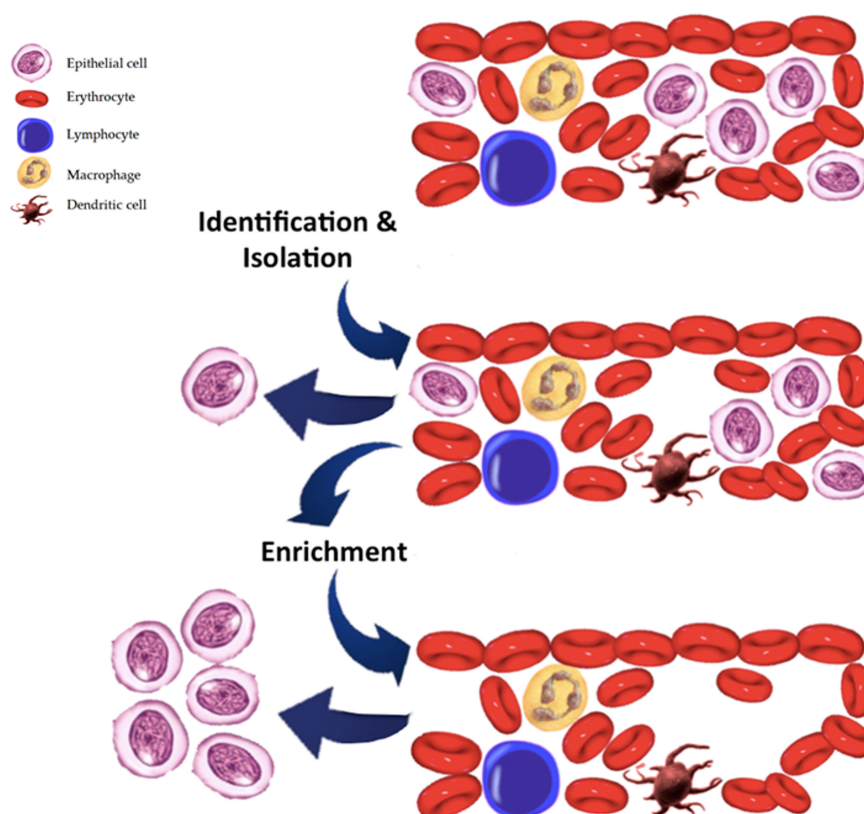 Epithelial cell
Erythrocyte
Lymphocyte
Macrophage
Dendritic cell
Identification &
Isolation
Enrichment